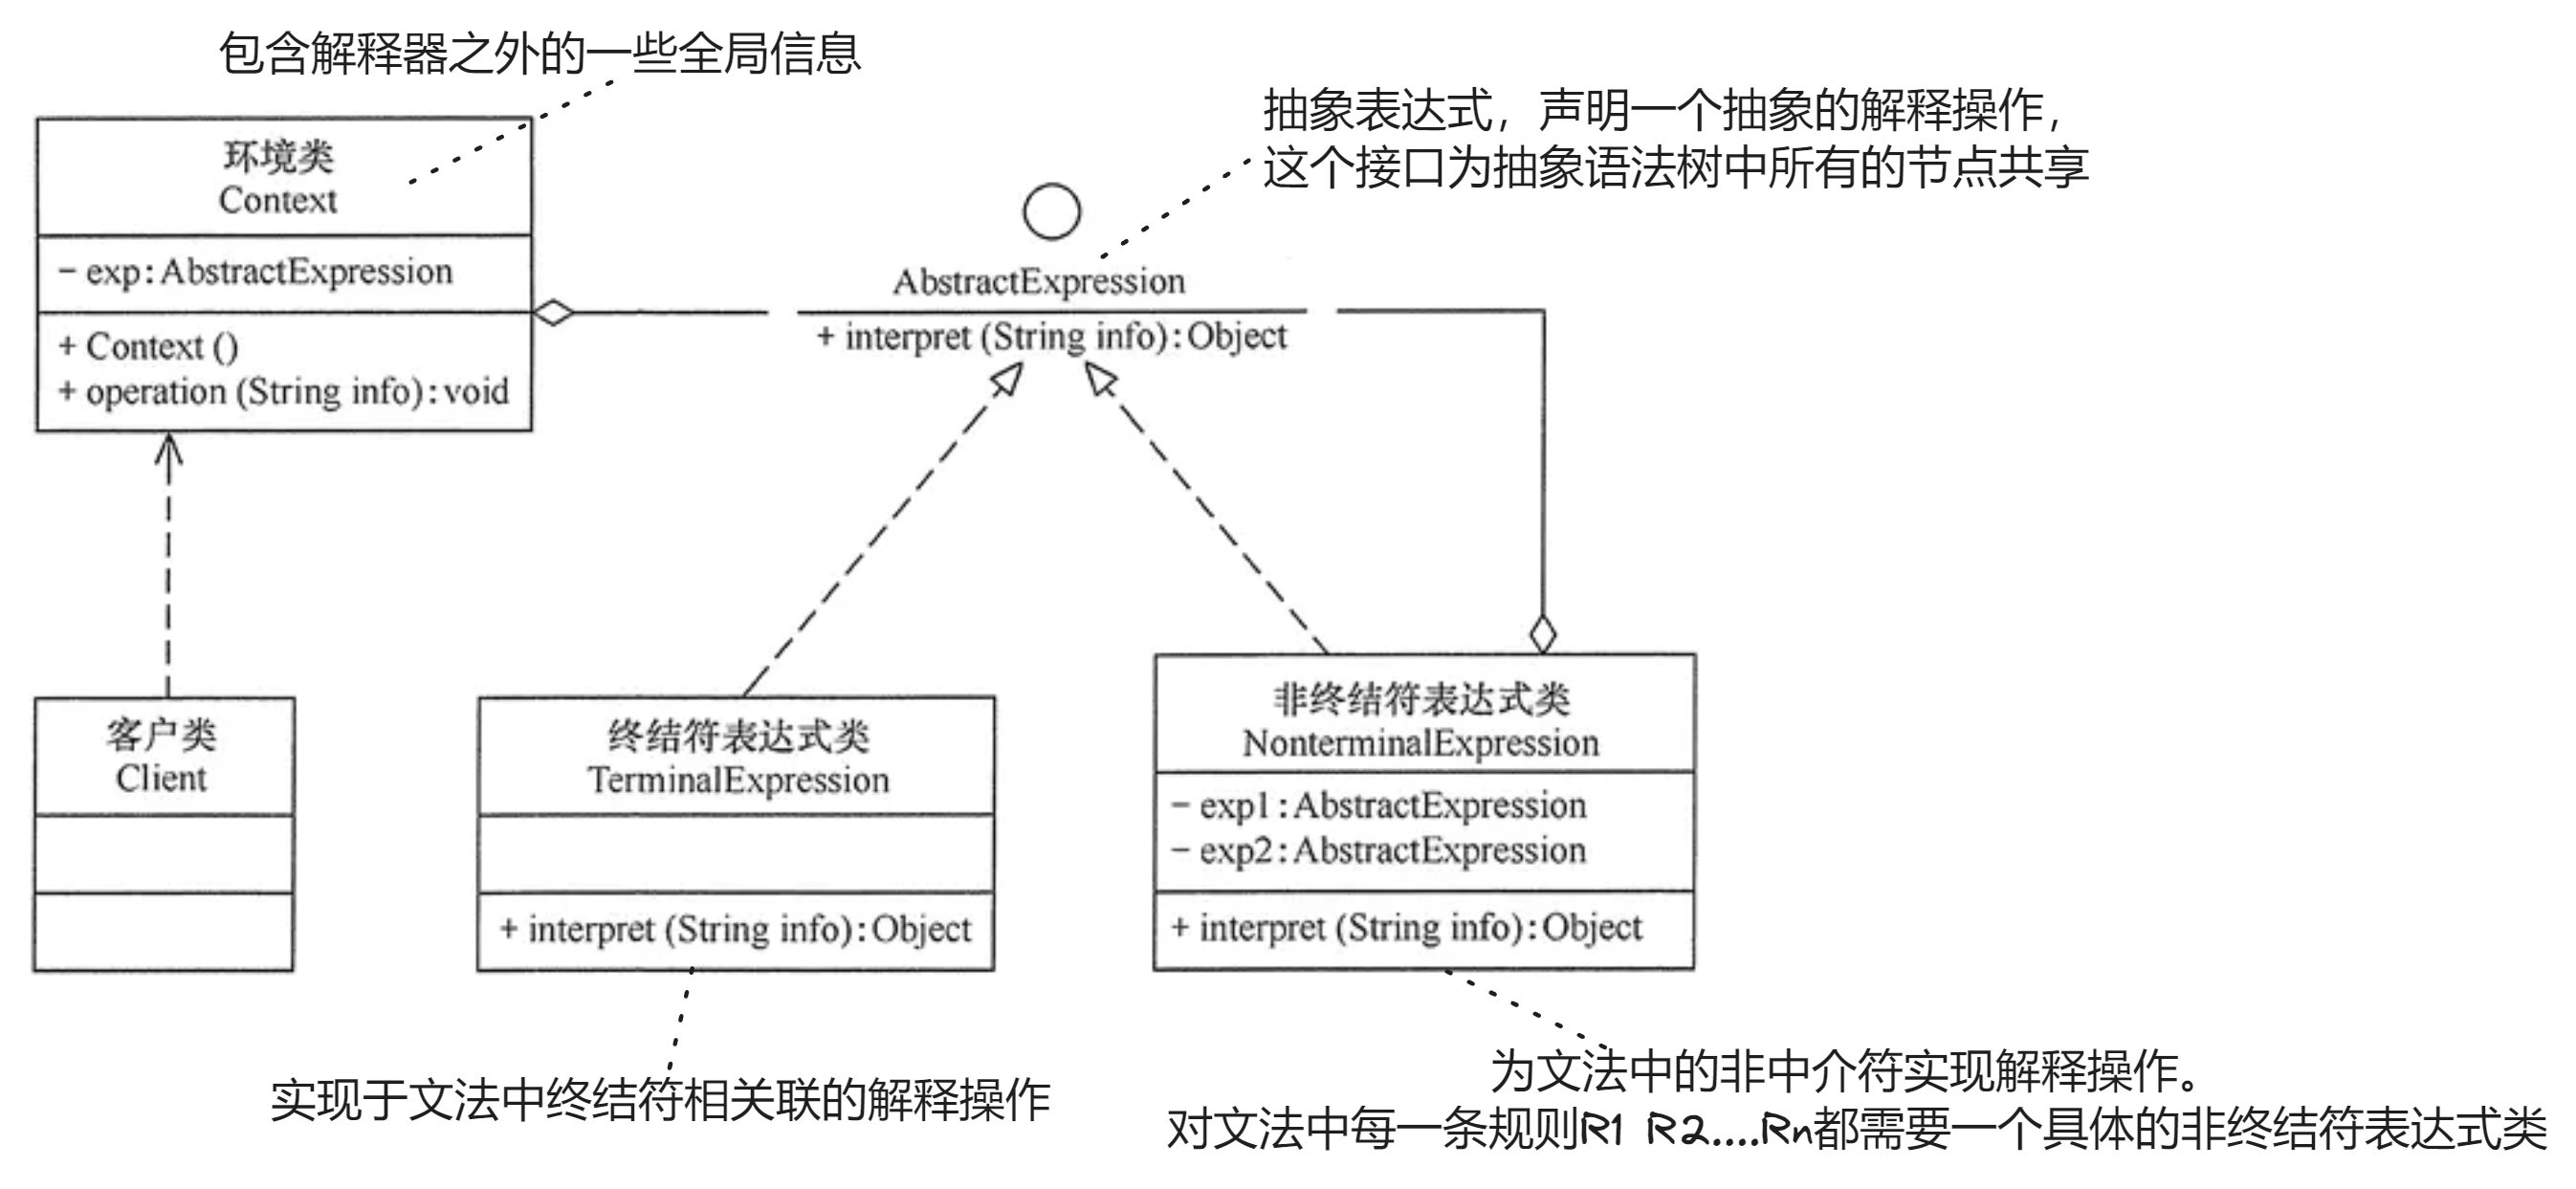 包含解释器之外的一些全局信息
抽象表达式，声明一个抽象的解释操作，
这个接口为抽象语法树中所有的节点共享
环境类
Context
- exp: AbstractExpression
+ Context ()
+ operation (String info): void
AbstractExpression
+ interpret (String info): Object
客户类
Client
终结符表达式类
TerminalExpression
+ interpret (String info): Object
非终结符表达式类
NonterminalExpression
- exp1: AbstractExpression
- exp2: AbstractExpression
+ interpret (String info): Object
实现于文法中终结符相关联的解释操作
为文法中的非中介符实现解释操作。
对文法中每一条规则R1 R2....Rn都需要一个具体的非终结符表达式类